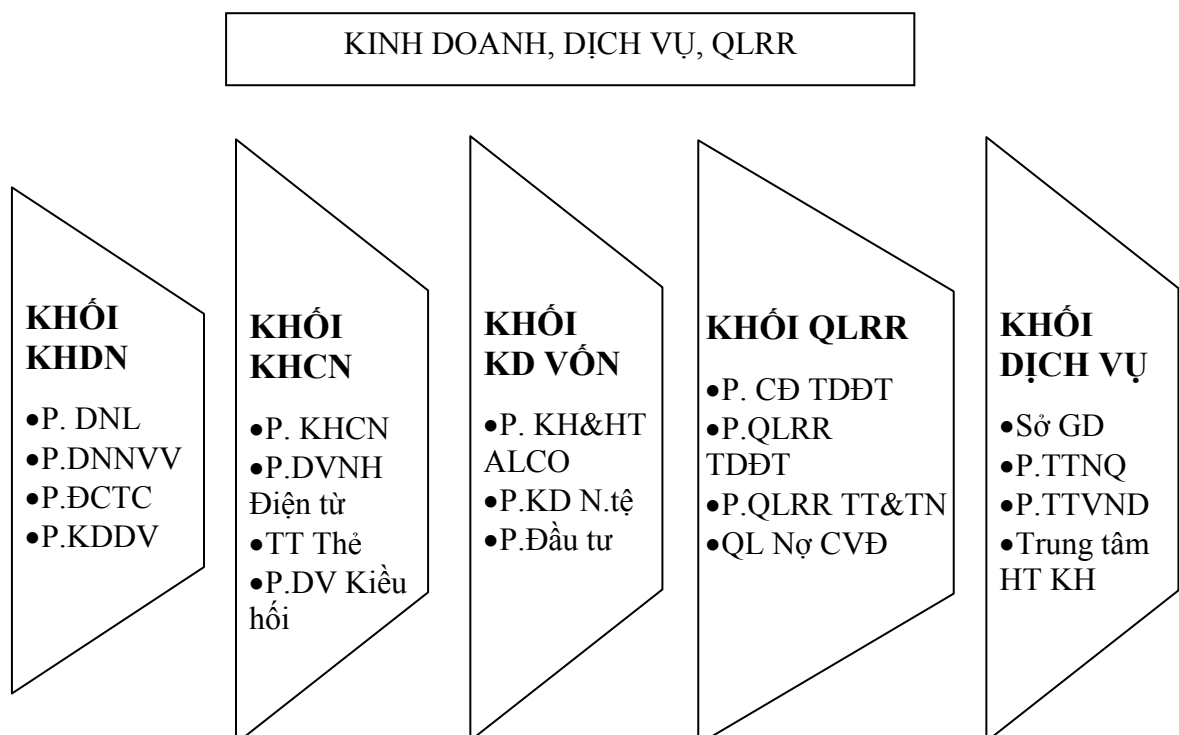 KINH DOANH, DỊCH VỤ, QLRR
KHỐI
KHDN
•P. DNL
•P.DNNVV
•P.ĐCTC
•P.KDDV
KHỐI
KHCN
•P. KHCN
•P.DVNH
Điện từ
•TT Thẻ
•P.DV Kiều
hối
KHỐI
KD VỐN
•P. KH&HT
ALCO
•P.KD N.tệ
•P.Đầu tư
KHỐI QLRR
•P. CĐ TDĐT
•P.QLRR
TDĐT
•P.QLRR TT&TN
•QL Nợ CVĐ
KHỐI
DỊCH VỤ
•Sở GD
•P.TTNQ
•P.TTVND
•Trung tâm
HT KH